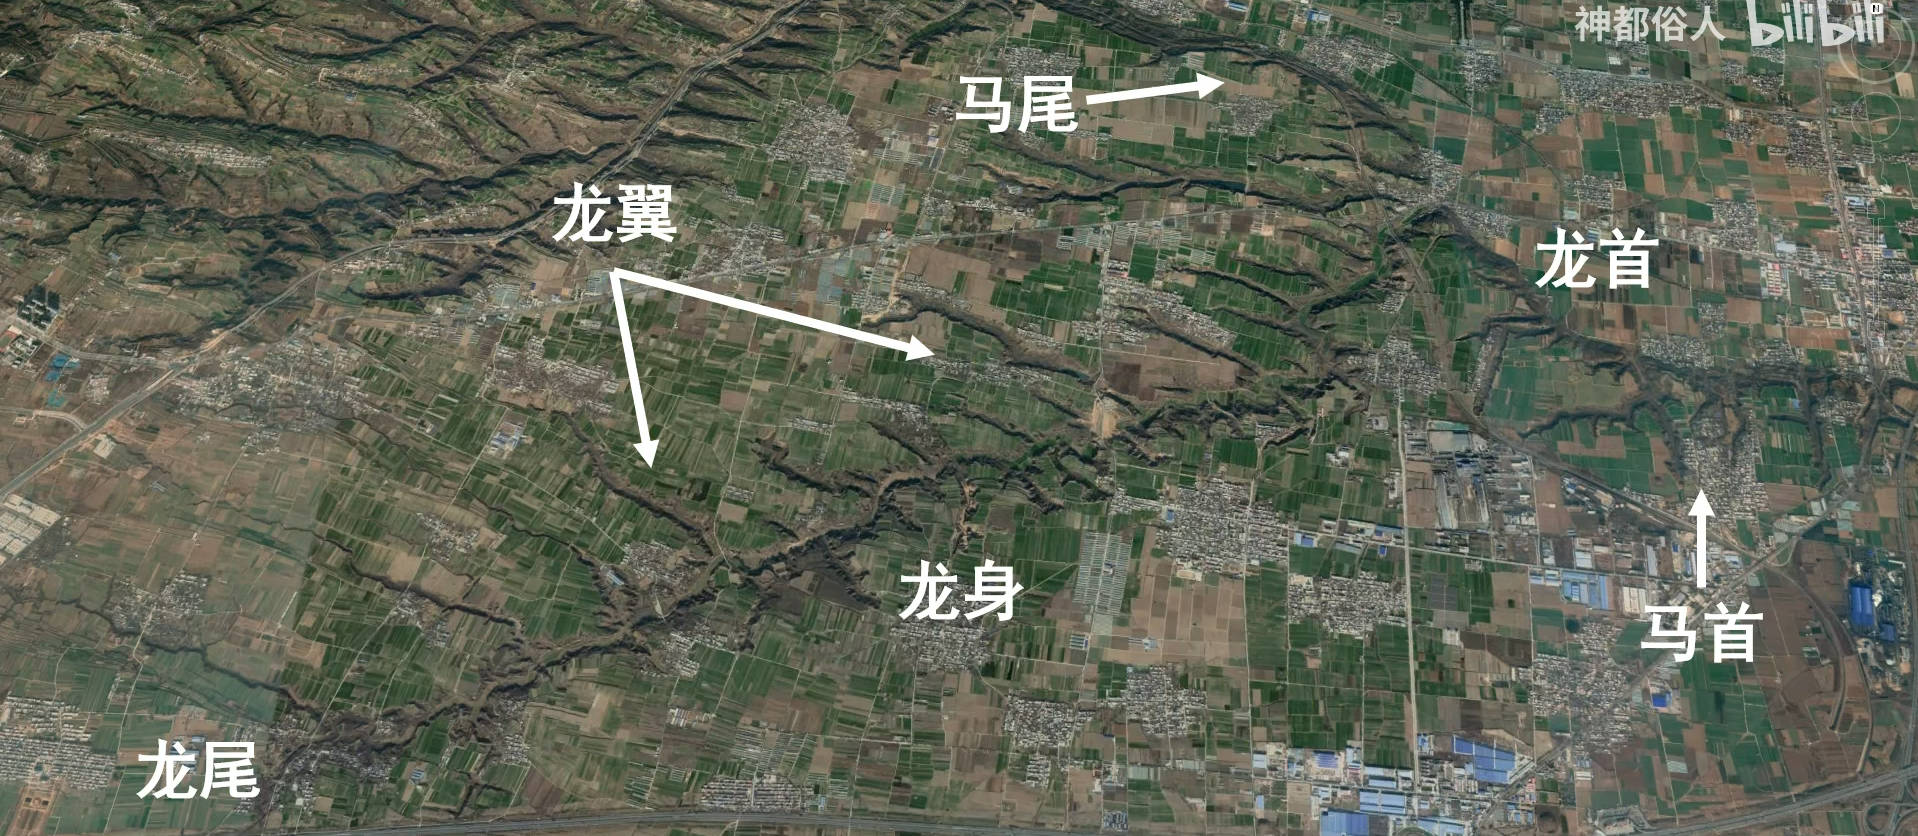 神都俗人 bilibili
马尾
龙翼
龙首
龙身
马首
龙尾